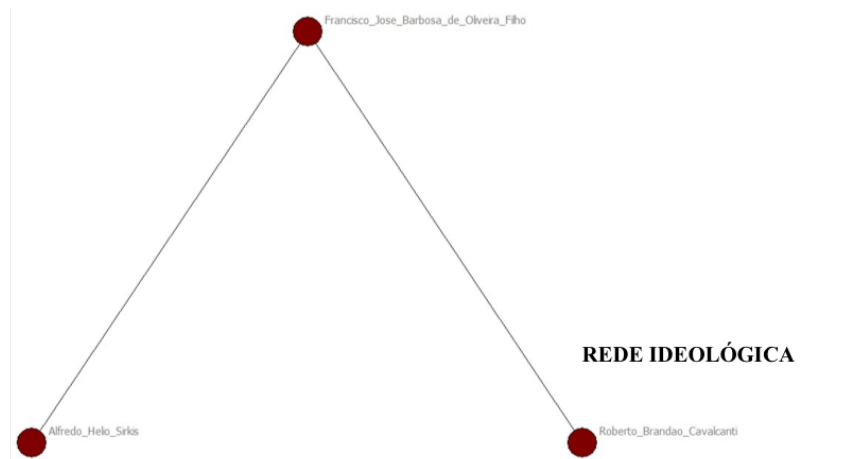 Francisco_Jose_Barbosa_de_Oliveira_Filho
REDE IDEOLÓGICA
Alfredo_Helio_Sirkis
Roberto_Brandao_Cavalcanti